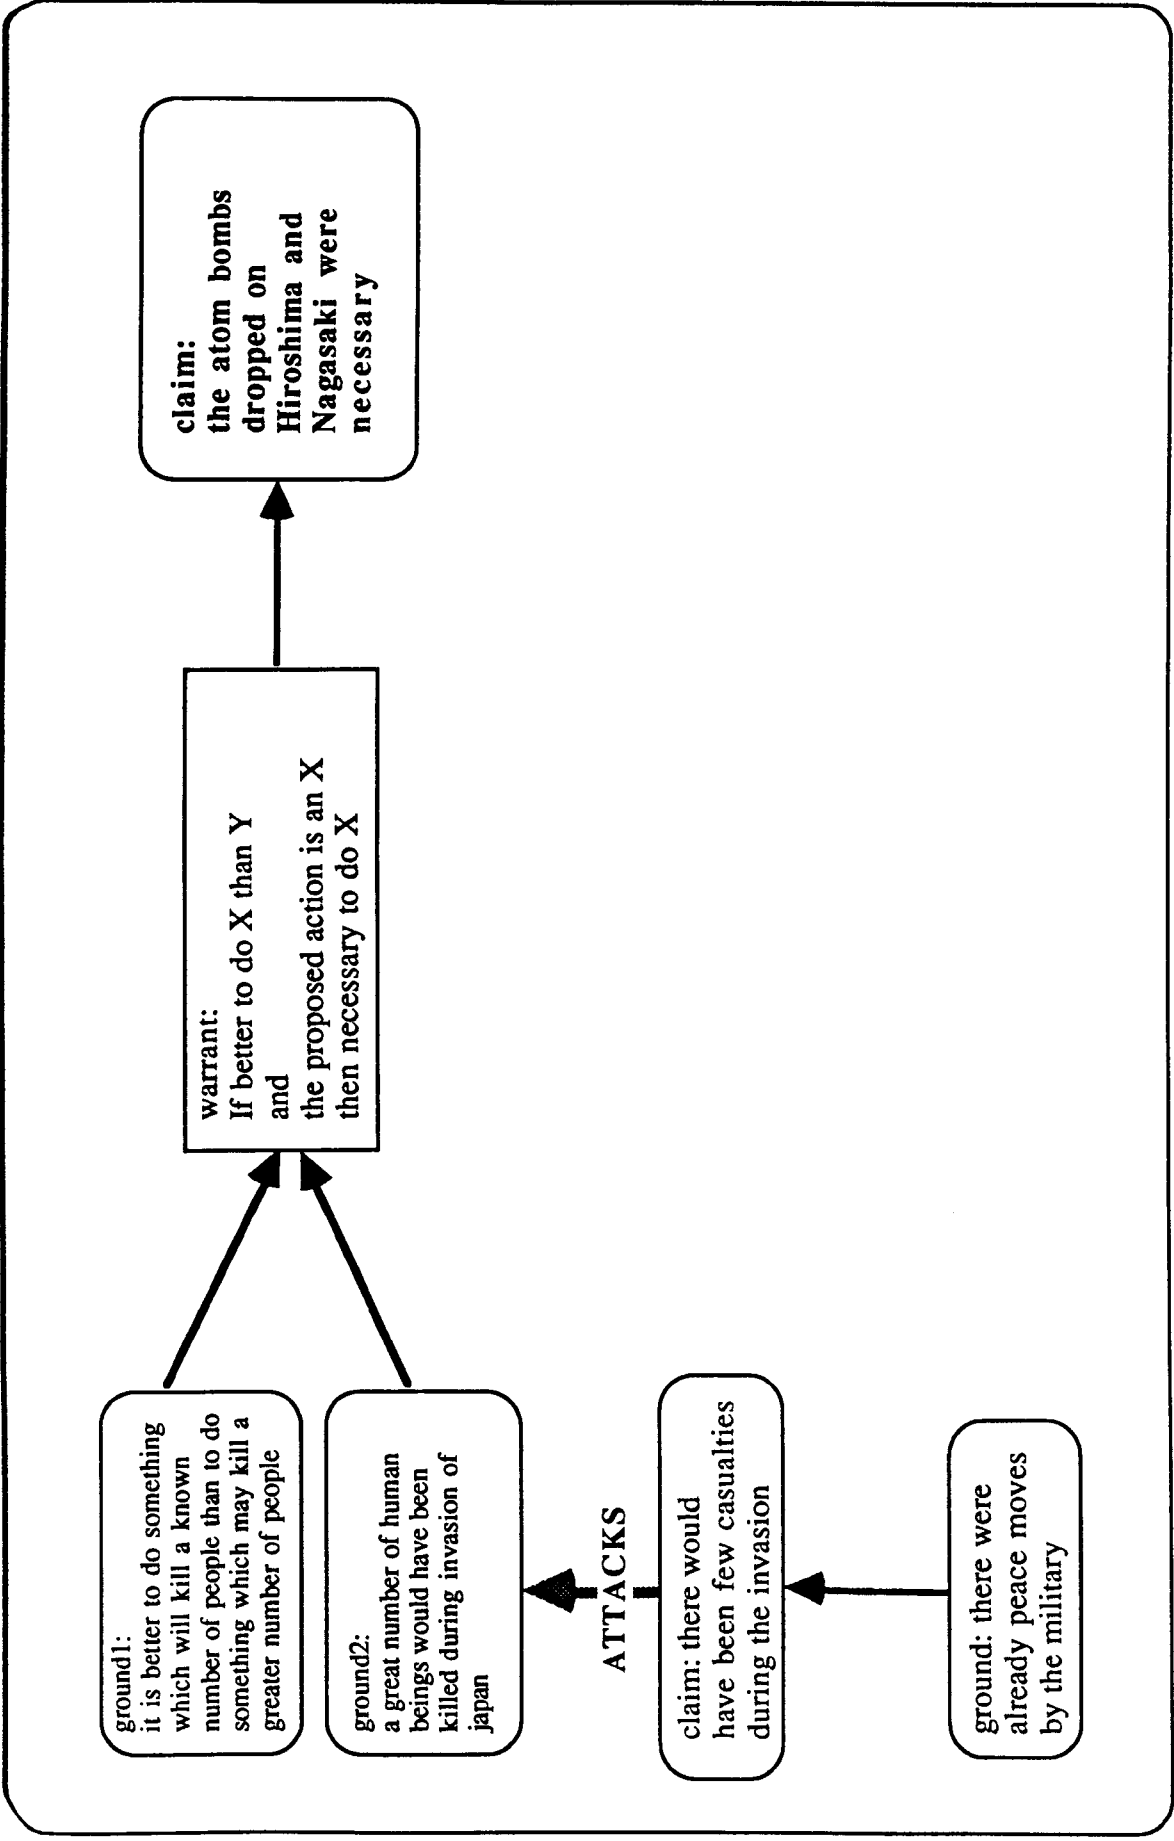 ground1:
it is better to do something
which will kill a known
number of people than to do
something which may kill a
greater number of people
ground2:
a great number of human
beings would have been
killed during invasion of
japan
warrant:
If better to do X than Y
and
the proposed action is an X
then necessary to do X
claim:
the atom bombs
dropped on
Hiroshima and
Nagasaki were
necessary
ATTACKS
claim: there would
have been few casualties
during the invasion
ground: there were
already peace moves
by the military